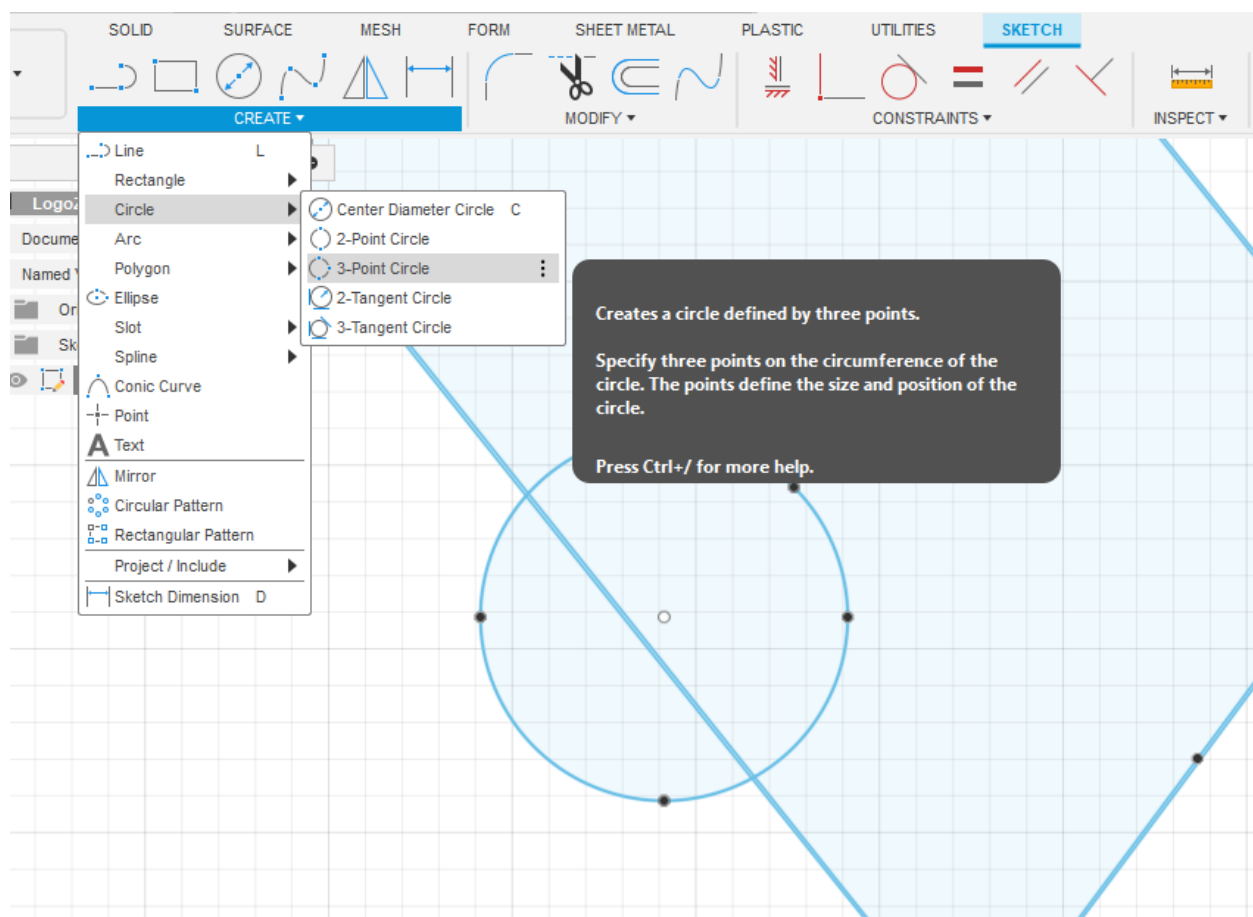 SOLID SURFACE MESH FORM SHEET METAL PLASTIC UTILITIES SKETCH
CREATE MODIFY CONSTRAINTS INSPECT
Line L
Rectangle
Circle
Arc
Polygon
Ellipse
Slot
Spline
Conic Curve
Point
A Text
Mirror
Circular Pattern
Rectangular Pattern
Project / Include
Sketch Dimension D
Center Diameter Circle C
2-Point Circle
3-Point Circle
2-Tangent Circle
3-Tangent Circle
Creates a circle defined by three points.
Specify three points on the circumference of the
circle. The points define the size and position of the
circle.
Press Ctrl+/ for more help.
Named